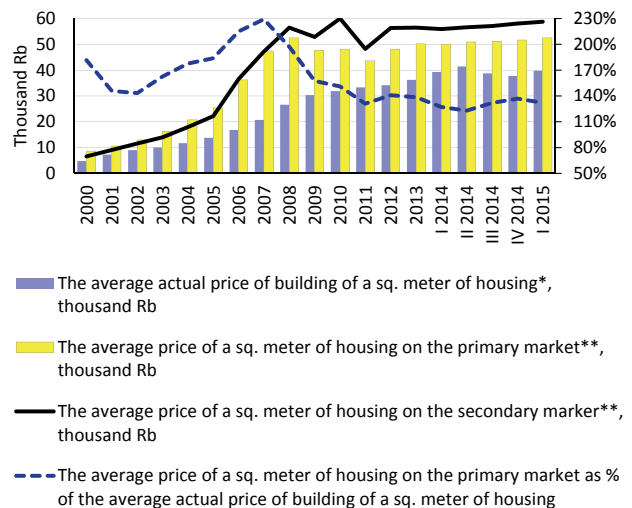 Thousand Rb
60
50
40
30
20
10
0
230%
200%
170%
140%
110%
80%
50%
2000
2001
2002
2003
2004
2005
2006
2007
2008
2009
2010
2011
2012
2013
I 2014
II 2014
III 2014
IV 2014
I 2015
The average actual price of building of a sq. meter of housing*,
thousand Rb
The average price of a sq. meter of housing on the primary market**,
thousand Rb
The average price of a sq. meter of housing on the secondary marker**,
thousand Rb
The average price of a sq. meter of housing on the primary market as %
of the average actual price of building of a sq. meter of housing